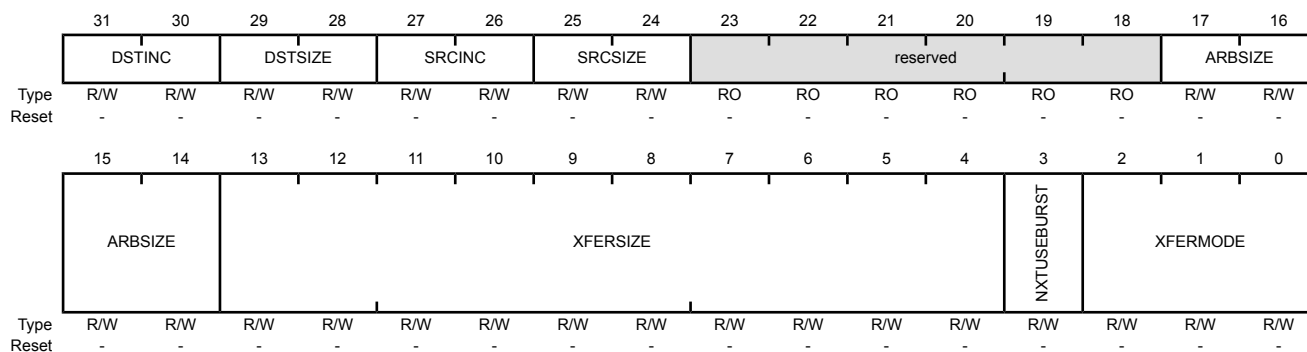 31 30 29 28 27 26 25 24 23 22 21 20 19 18 17 16
DSTINC DSTSIZE SRCINC SRCSIZE reserved ARBSIZE
Type R/W R/W R/W R/W R/W R/W R/W R/W RO RO RO RO RO RO R/W R/W
Reset - - - - - - - - - - - - - - - -
15 14 13 12 11 10 9 8 7 6 5 4 3 2 1 0
ARBSIZE XFERSIZE NXTUSEBURST XFERMODE
Type R/W R/W R/W R/W R/W R/W R/W R/W R/W R/W R/W R/W R/W R/W R/W R/W
Reset - - - - - - - - - - - - - - - -